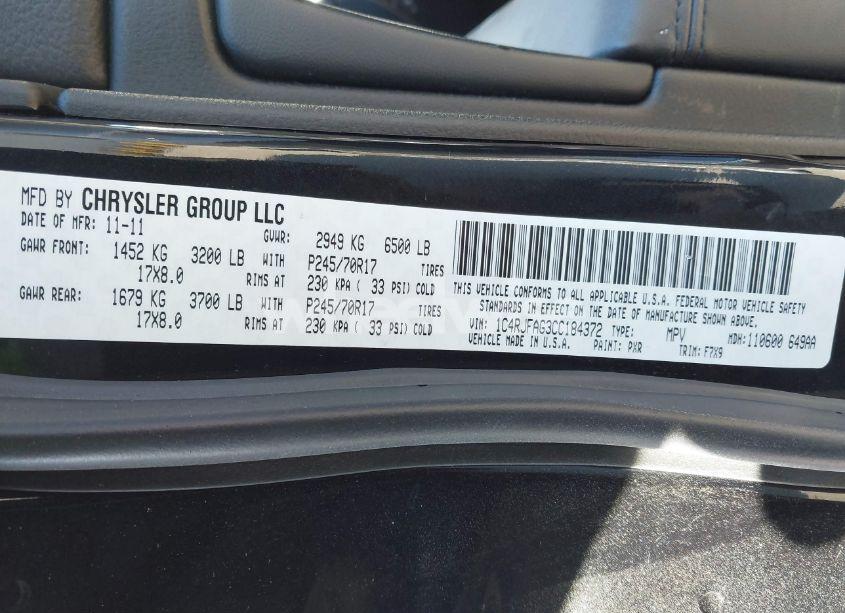 MFD BY CHRYSLER GROUP LLC
DATE OF MFR: 11-11 GVWR: 2949 KG 6500 LB
GAWR FRONT: 1452 KG 3200 LB WITH P245/70R17 TIRES
17X8.0 RIMS AT 230 KPA ( 33 PSI) COLD
GAWR REAR: 1679 KG 3700 LB WITH P245/70R17 TIRES
17X8.0 RIMS AT 230 KPA ( 33 PSI) COLD
THIS VEHICLE CONFORMS TO ALL APPLICABLE U.S.A. FEDERAL MOTOR VEHICLE SAFETY
STANDARDS IN EFFECT ON THE DATE OF MANUFACTURE SHOWN ABOVE.
VIN: 1C4RJFAG3CC184372 TYPE: MPV MDH: 110600 649AA
VEHICLE MADE IN U.S.A. PAINT: PXR TRIM: F7X9